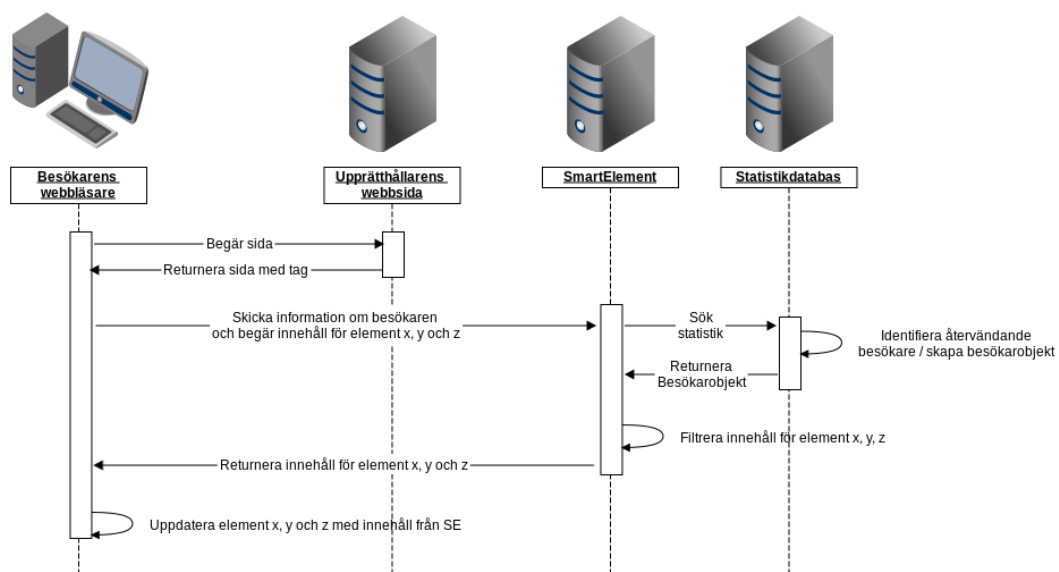 Besökarens
webbläsare
Upprätthållarens
webbsida
SmartElement
Statistikdatabas
Begär sida
Returnera sida med tag
Skicka information om besökaren
och begär innehåll för element x, y och z
Sök
statistik
Identifiera återvändande
besökare / skapa besökarobjekt
Returnera
Besökarobjekt
Filtrera innehåll för element x, y, z
Returnera innehåll för element x, y och z
Uppdatera element x, y och z med innehåll från SE